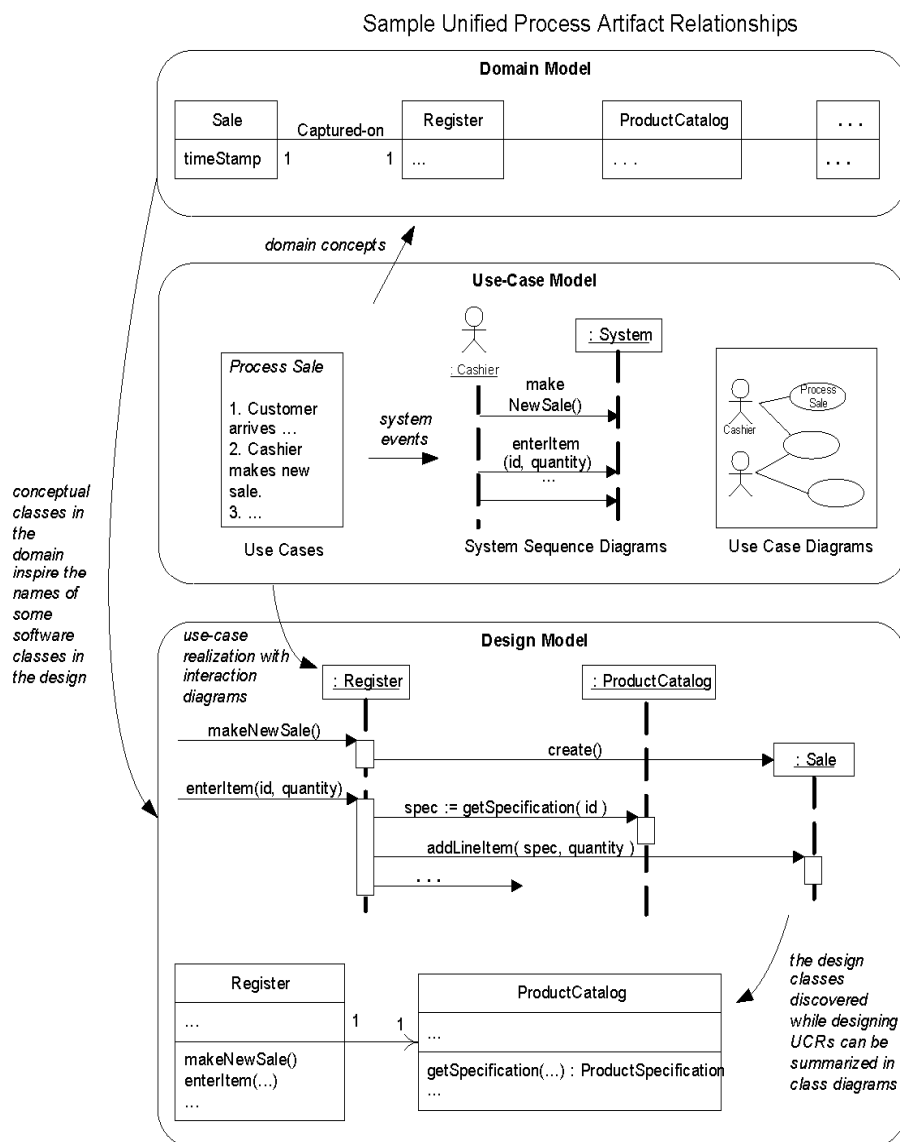 Sample Unified Process Artifact Relationships
Domain Model
Sale
Captured-on
Register
ProductCatalog
. . .
timeStamp
1
1
...
. . .
. . .
domain concepts
Use-Case Model
Process Sale
1. Customer
arrives ...
2. Cashier
makes new
sale.
3. ...
Use Cases
system
events
: Cashier
: System
make
NewSale()
enterItem
(id, quantity)
...
System Sequence Diagrams
Process
Sale
Cashier
Use Case Diagrams
conceptual
classes in
the
domain
inspire the
names of
some
software
classes in
the design
Design Model
use-case
realization with
interaction
diagrams
: Register
: ProductCatalog
makeNewSale()
create()
: Sale
enterItem(id, quantity)
spec := getSpecification( id )
addLineItem( spec, quantity )
. . .
the design
classes
discovered
while designing
UCRs can be
summarized in
class diagrams
Register
...
makeNewSale()
enterItem(...)
...
1
1
ProductCatalog
...
getSpecification(...) : ProductSpecification
...